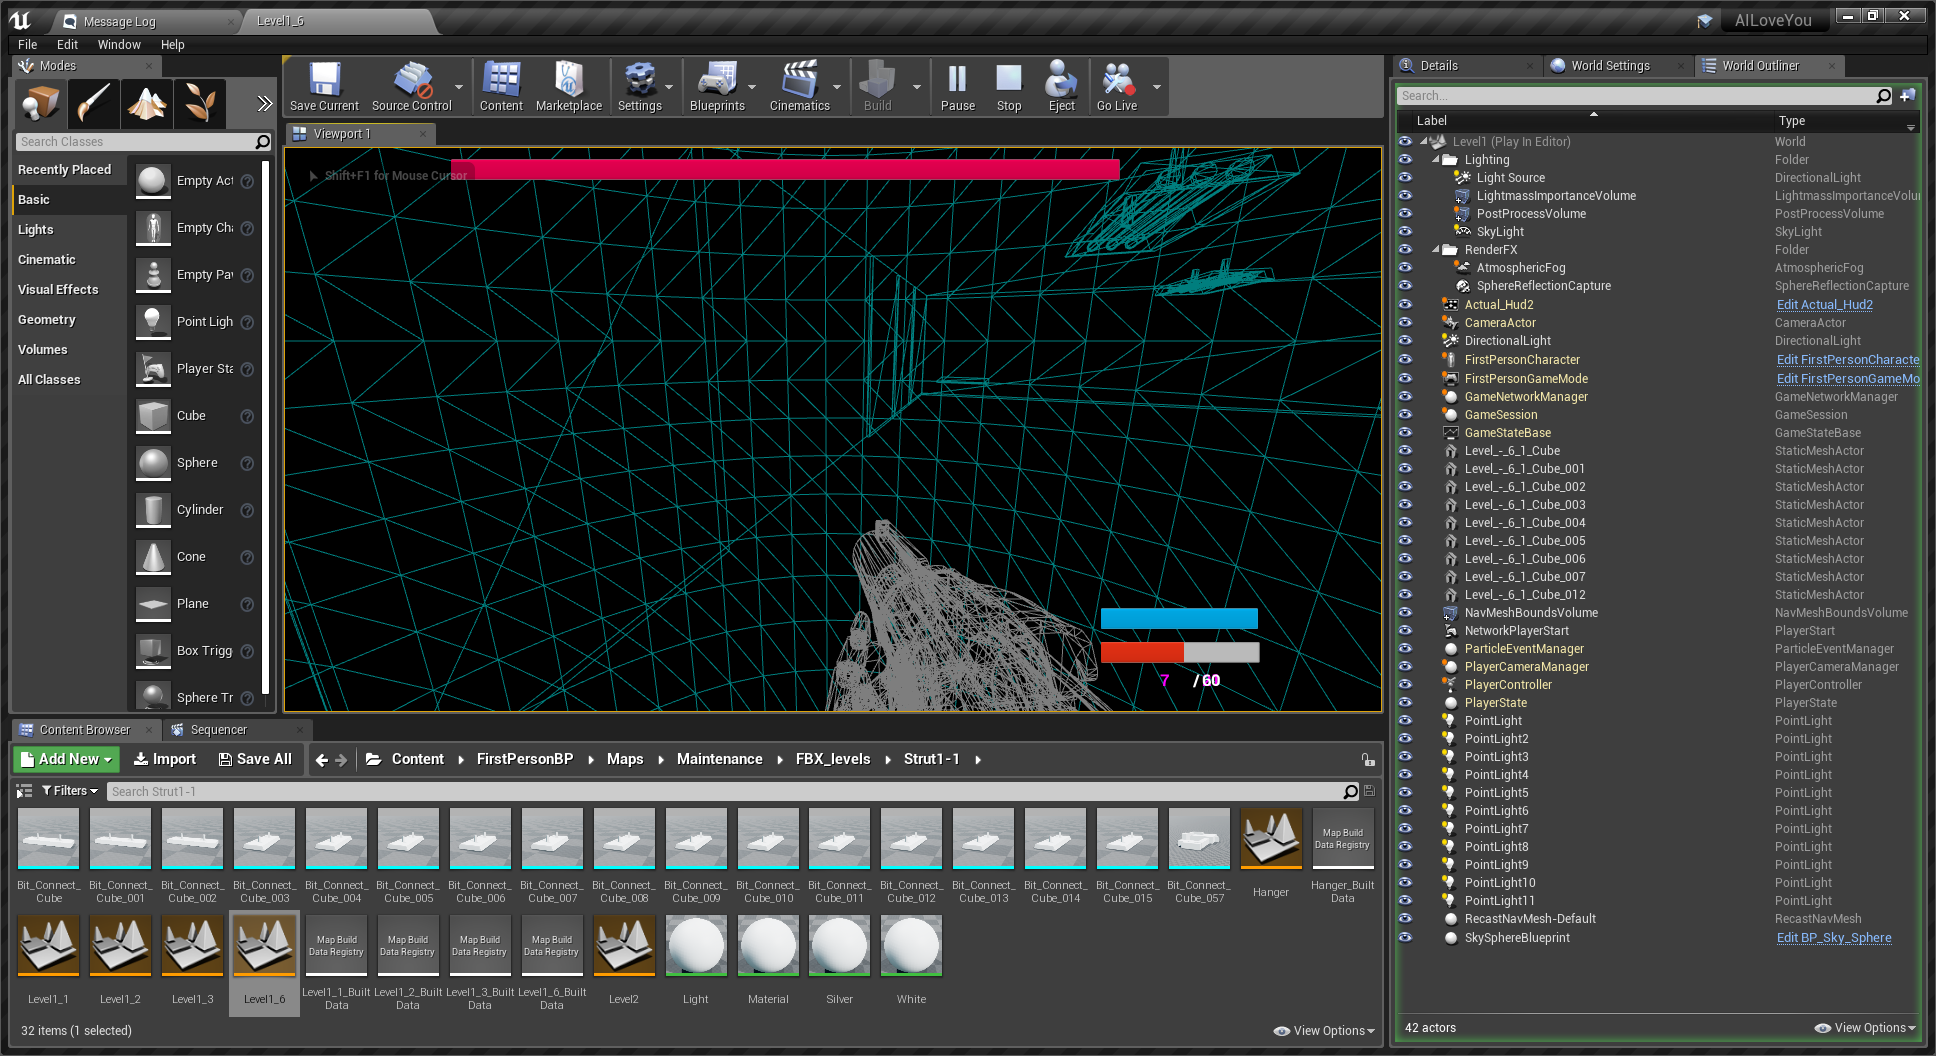 Message Log
Level1_6
AILoveYou
File Edit Window Help
Modes
Search Classes
Recently Placed
Basic
Lights
Cinematic
Visual Effects
Geometry
Volumes
All Classes
Empty Act
Empty Cha
Empty Paw
Point Ligh
Player Sta
Cube
Sphere
Cylinder
Cone
Plane
Box Trigg
Sphere Tr
Save Current Source Control Content Marketplace Settings Blueprints Cinematics Build Pause Stop Eject Go Live
Viewport 1
Shift+F1 for Mouse Cursor
7 / 60
Content Browser Sequencer
Add New Import Save All Content FirstPersonBP Maps Maintenance FBX_levels Strut1-1
Filters Search Strut1-1
Bit_Connect_Cube
Bit_Connect_Cube_001
Bit_Connect_Cube_002
Bit_Connect_Cube_003
Bit_Connect_Cube_004
Bit_Connect_Cube_005
Bit_Connect_Cube_006
Bit_Connect_Cube_007
Bit_Connect_Cube_008
Bit_Connect_Cube_009
Bit_Connect_Cube_010
Bit_Connect_Cube_011
Bit_Connect_Cube_012
Bit_Connect_Cube_013
Bit_Connect_Cube_014
Bit_Connect_Cube_015
Bit_Connect_Cube_057
Hanger
Map Build Data Registry
Hanger_Built Data
Level1_1
Level1_2
Level1_3
Level1_6
Map Build Data Registry
Level1_1_Built Data
Map Build Data Registry
Level1_2_Built Data
Map Build Data Registry
Level1_3_Built Data
Map Build Data Registry
Level1_6_Built Data
Level2
Light
Material
Silver
White
32 items (1 selected)
View Options
Details World Settings World Outliner
Search...
Label Type
Level1 (Play In Editor) World
Lighting Folder
Light Source DirectionalLight
LightmassImportanceVolume LightmassImportanceVolu
PostProcessVolume PostProcessVolume
SkyLight SkyLight
RenderFX Folder
AtmosphericFog AtmosphericFog
SphereReflectionCapture SphereReflectionCapture
Actual_Hud2 Edit Actual_Hud2
CameraActor CameraActor
DirectionalLight DirectionalLight
FirstPersonCharacter Edit FirstPersonCharacte
FirstPersonGameMode Edit FirstPersonGameMo
GameNetworkManager GameNetworkManager
GameSession GameSession
GameStateBase GameStateBase
Level_-_6_1_Cube StaticMeshActor
Level_-_6_1_Cube_001 StaticMeshActor
Level_-_6_1_Cube_002 StaticMeshActor
Level_-_6_1_Cube_003 StaticMeshActor
Level_-_6_1_Cube_004 StaticMeshActor
Level_-_6_1_Cube_005 StaticMeshActor
Level_-_6_1_Cube_006 StaticMeshActor
Level_-_6_1_Cube_007 StaticMeshActor
Level_-_6_1_Cube_012 StaticMeshActor
NavMeshBoundsVolume NavMeshBoundsVolume
NetworkPlayerStart PlayerStart
ParticleEventManager ParticleEventManager
PlayerCameraManager PlayerCameraManager
PlayerController PlayerController
PlayerState PlayerState
PointLight PointLight
PointLight2 PointLight
PointLight3 PointLight
PointLight4 PointLight
PointLight5 PointLight
PointLight6 PointLight
PointLight7 PointLight
PointLight8 PointLight
PointLight9 PointLight
PointLight10 PointLight
PointLight11 PointLight
RecastNavMesh-Default RecastNavMesh
SkySphereBlueprint Edit BP_Sky_Sphere
42 actors
View Options